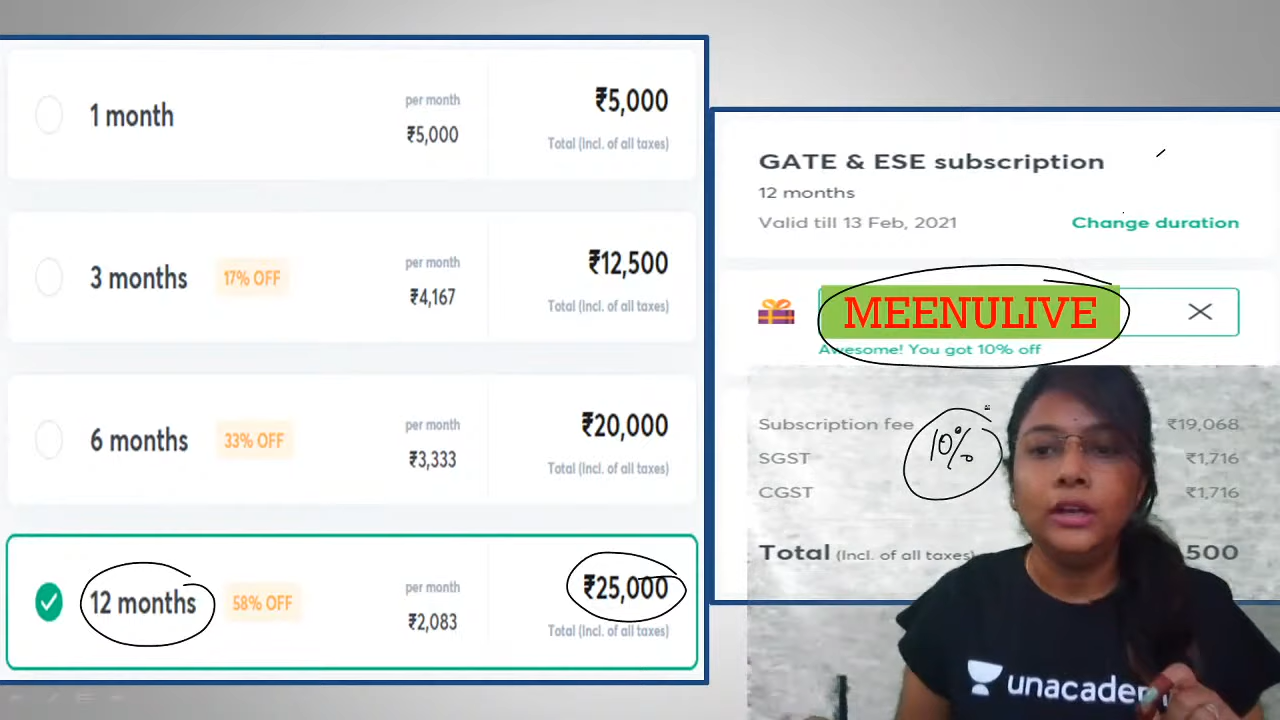 1 month
per month
₹5,000
₹5,000
Total (Incl. of all taxes)
3 months
17% OFF
per month
₹4,167
₹12,500
Total (Incl. of all taxes)
6 months
33% OFF
per month
₹3,333
₹20,000
Total (Incl. of all taxes)
12 months
58% OFF
per month
₹2,083
₹25,000
Total (Incl. of all taxes)
GATE & ESE subscription
12 months
Valid till 13 Feb, 2021
Change duration
MEENULIVE
Awesome! You got 10% off
Subscription fee
10%
₹19,068
SGST
₹1,716
CGST
₹1,716
Total (Incl. of all taxes)
500
unacadem